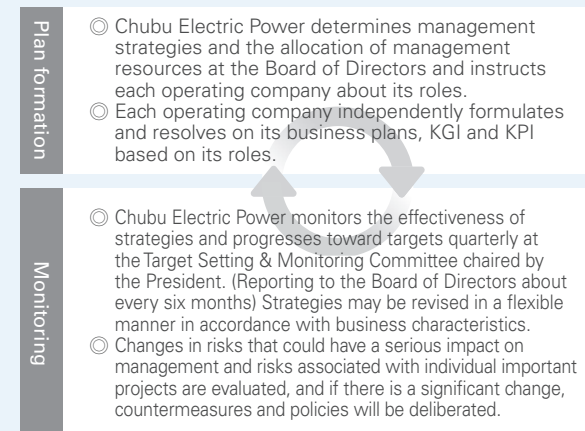 Plan formation
◎ Chubu Electric Power determines management
strategies and the allocation of management
resources at the Board of Directors and instructs
each operating company about its roles.
◎ Each operating company independently formulates
and resolves on its business plans, KGI and KPI
based on its roles.
Monitoring
◎ Chubu Electric Power monitors the effectiveness of
strategies and progresses toward targets quarterly at
the Target Setting & Monitoring Committee chaired by
the President. (Reporting to the Board of Directors about
every six months) Strategies may be revised in a flexible
manner in accordance with business characteristics.
◎ Changes in risks that could have a serious impact on
management and risks associated with individual important
projects are evaluated, and if there is a significant change,
countermeasures and policies will be deliberated.